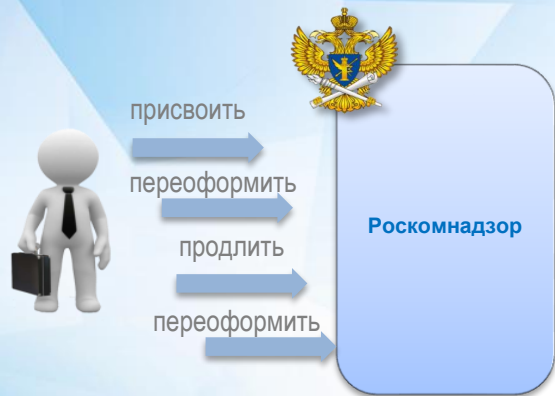 присвоить
переоформить
продлить
переоформить
Роскомнадзор